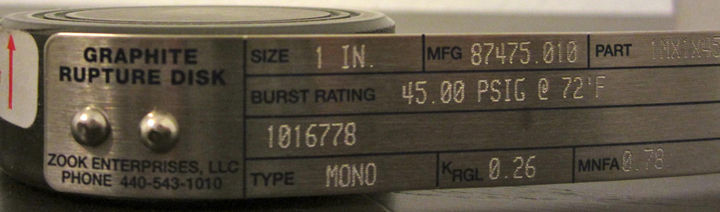 GRAPHITE
RUPTURE DISK
ZOOK ENTERPRISES, LLC
PHONE 440-543-1010
SIZE 1 IN. MFG 87475.010 PART
BURST RATING 45.00 PSIG @ 72°F
1016778
TYPE MONO KRGL 0.26 MNFA 0.78